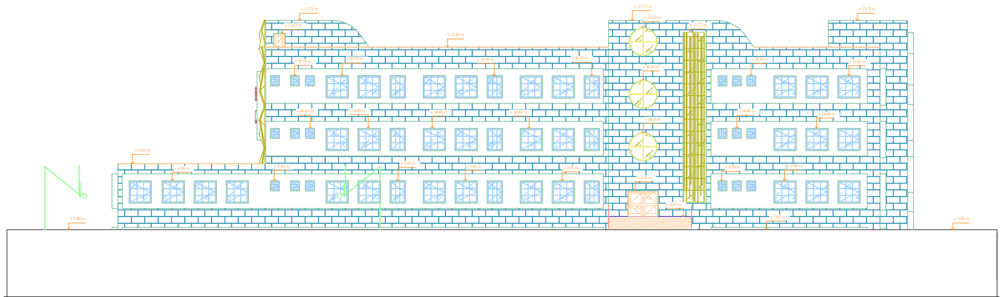 + 23.73 m
+ 23.73 m
+ 23.73 m
+ 23.10 m
+ 22.63 m
+ 22.73 m
+ 21.43 m
+ 18.99 m
+ 18.99 m
+ 18.99 m
+ 18.99 m
+ 18.99 m
+ 18.99 m
+ 18.60 m
+ 14.49 m
+ 14.49 m
+ 14.49 m
+ 14.49 m
+ 14.49 m
+ 14.49 m
+ 14.10 m
+ 11.43 m
+ 9.99 m
+ 9.99 m
+ 9.99 m
+ 9.99 m
+ 9.99 m
+ 9.99 m
+ 9.99 m
+ 9.13 m
+ 6.93 m
+ 5.80 m
+ 5.80 m
+ 5.80 m